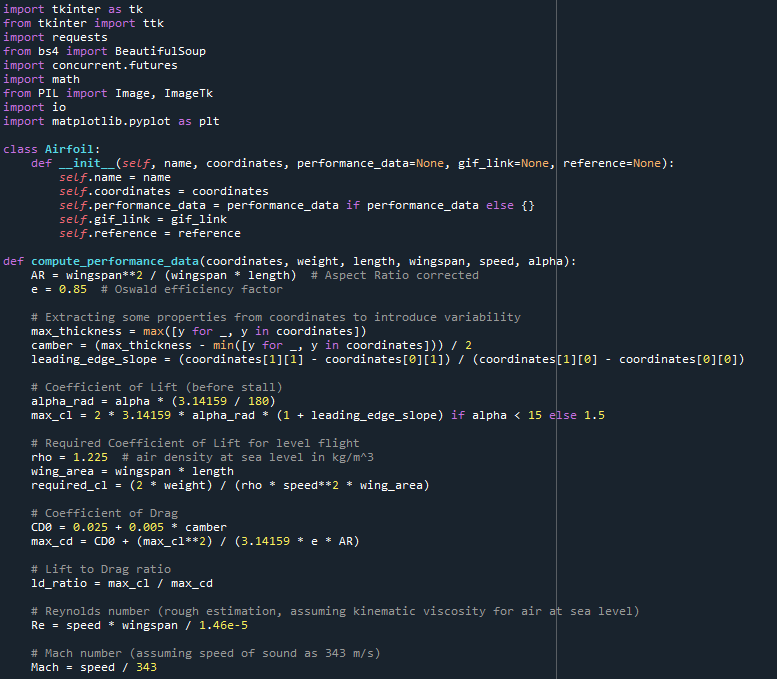 import tkinter as tk
from tkinter import ttk
import requests
from bs4 import BeautifulSoup
import concurrent.futures
import math
from PIL import Image, ImageTk
import io
import matplotlib.pyplot as plt

class Airfoil:
    def __init__(self, name, coordinates, performance_data=None, gif_link=None, reference=None):
        self.name = name
        self.coordinates = coordinates
        self.performance_data = performance_data if performance_data else {}
        self.gif_link = gif_link
        self.reference = reference

def compute_performance_data(coordinates, weight, length, wingspan, speed, alpha):
    AR = wingspan**2 / (wingspan * length)  # Aspect Ratio corrected
    e = 0.85  # Oswald efficiency factor

    # Extracting some properties from coordinates to introduce variability
    max_thickness = max([y for _, y in coordinates])
    camber = (max_thickness - min([y for _, y in coordinates])) / 2
    leading_edge_slope = (coordinates[1][1] - coordinates[0][1]) / (coordinates[1][0] - coordinates[0][0])

    # Coefficient of Lift (before stall)
    alpha_rad = alpha * (3.14159 / 180)
    max_cl = 2 * 3.14159 * alpha_rad * (1 + leading_edge_slope) if alpha < 15 else 1.5

    # Required Coefficient of Lift for level flight
    rho = 1.225  # air density at sea level in kg/m^3
    wing_area = wingspan * length
    required_cl = (2 * weight) / (rho * speed**2 * wing_area)

    # Coefficient of Drag
    CD0 = 0.025 + 0.005 * camber
    max_cd = CD0 + (max_cl**2) / (3.14159 * e * AR)

    # Lift to Drag ratio
    ld_ratio = max_cl / max_cd

    # Reynolds number (rough estimation, assuming kinematic viscosity for air at sea level)
    Re = speed * wingspan / 1.46e-5

    # Mach number (assuming speed of sound as 343 m/s)
    Mach = speed / 343